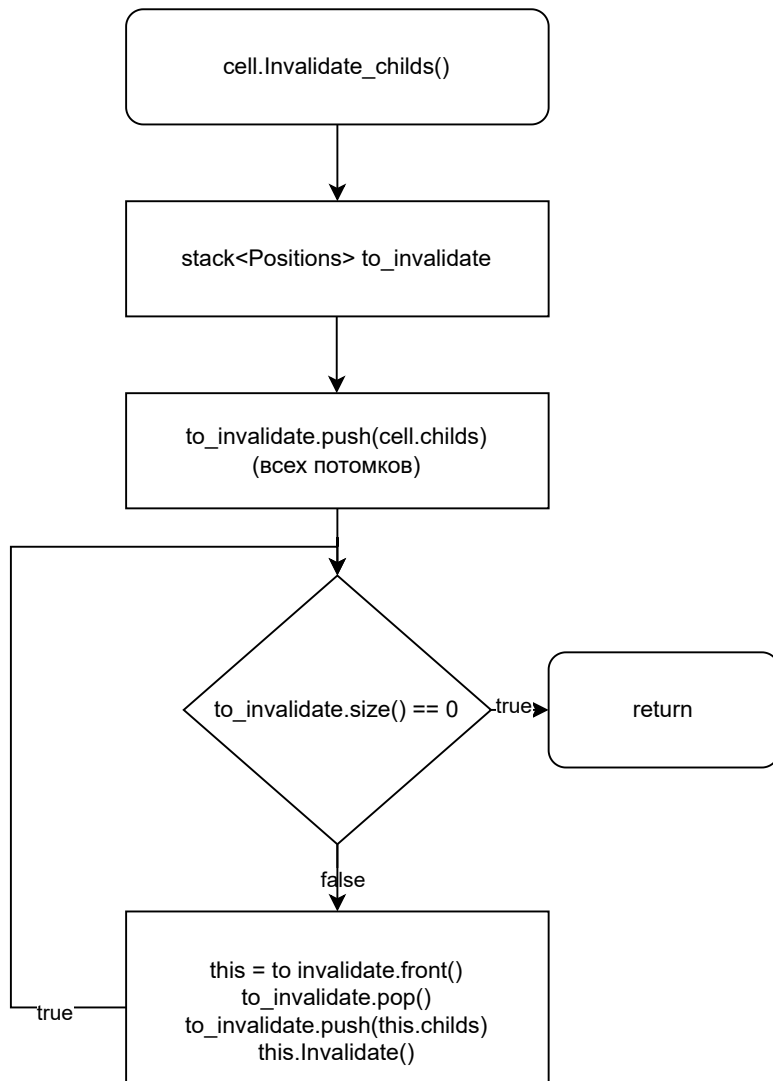 cell.Invalidate_childs()
stack<Positions> to_invalidate
to_invalidate.push(cell.childs)
(всех потомков)
to_invalidate.size() == 0
true
return
false
this = to invalidate.front()
to_invalidate.pop()
to_invalidate.push(this.childs)
this.Invalidate()
true